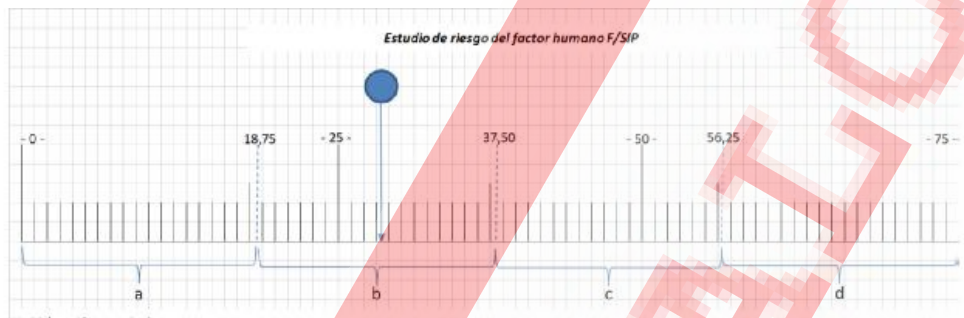 Estudio de riesgo del factor humano F/SIP
- 0 -
18,75
- 25 -
37,50
- 50 -
56,25
- 75 -
a
b
c
d